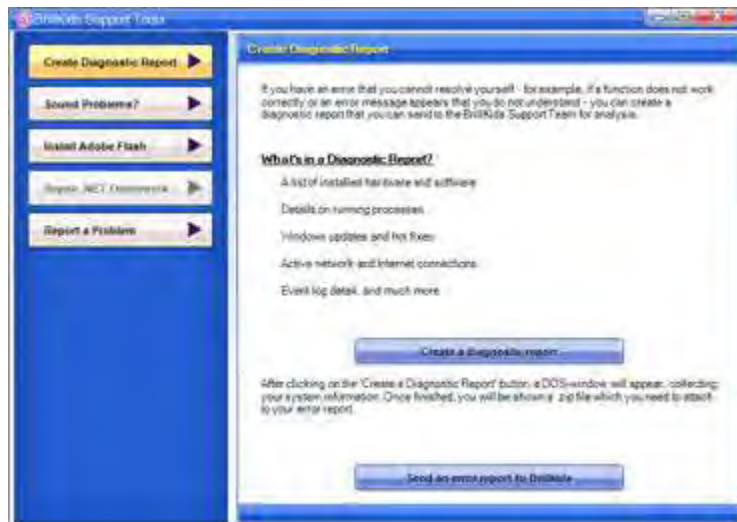 BrillKids Support Tools
Create Diagnostic Report
Sound Problems?
Install Adobe Flash
Repair .NET Framework
Report a Problem
Create Diagnostic Report
If you have an error that you cannot resolve yourself - for example, if a function does not work
correctly or an error message appears that you do not understand - you can create a
diagnostic report that you can send to the BrillKids Support Team for analysis.
What's in a Diagnostic Report?
A list of installed hardware and software
Details on running processes
Windows updates and hot fixes
Active network and Internet connections
Event log detail, and much more
Create a diagnostic report
After clicking on the 'Create a Diagnostic Report' button, a DOS-window will appear, collecting
your system information. Once finished, you will be shown a .zip file which you need to attach
to your error report.
Send an error report to BrillKids